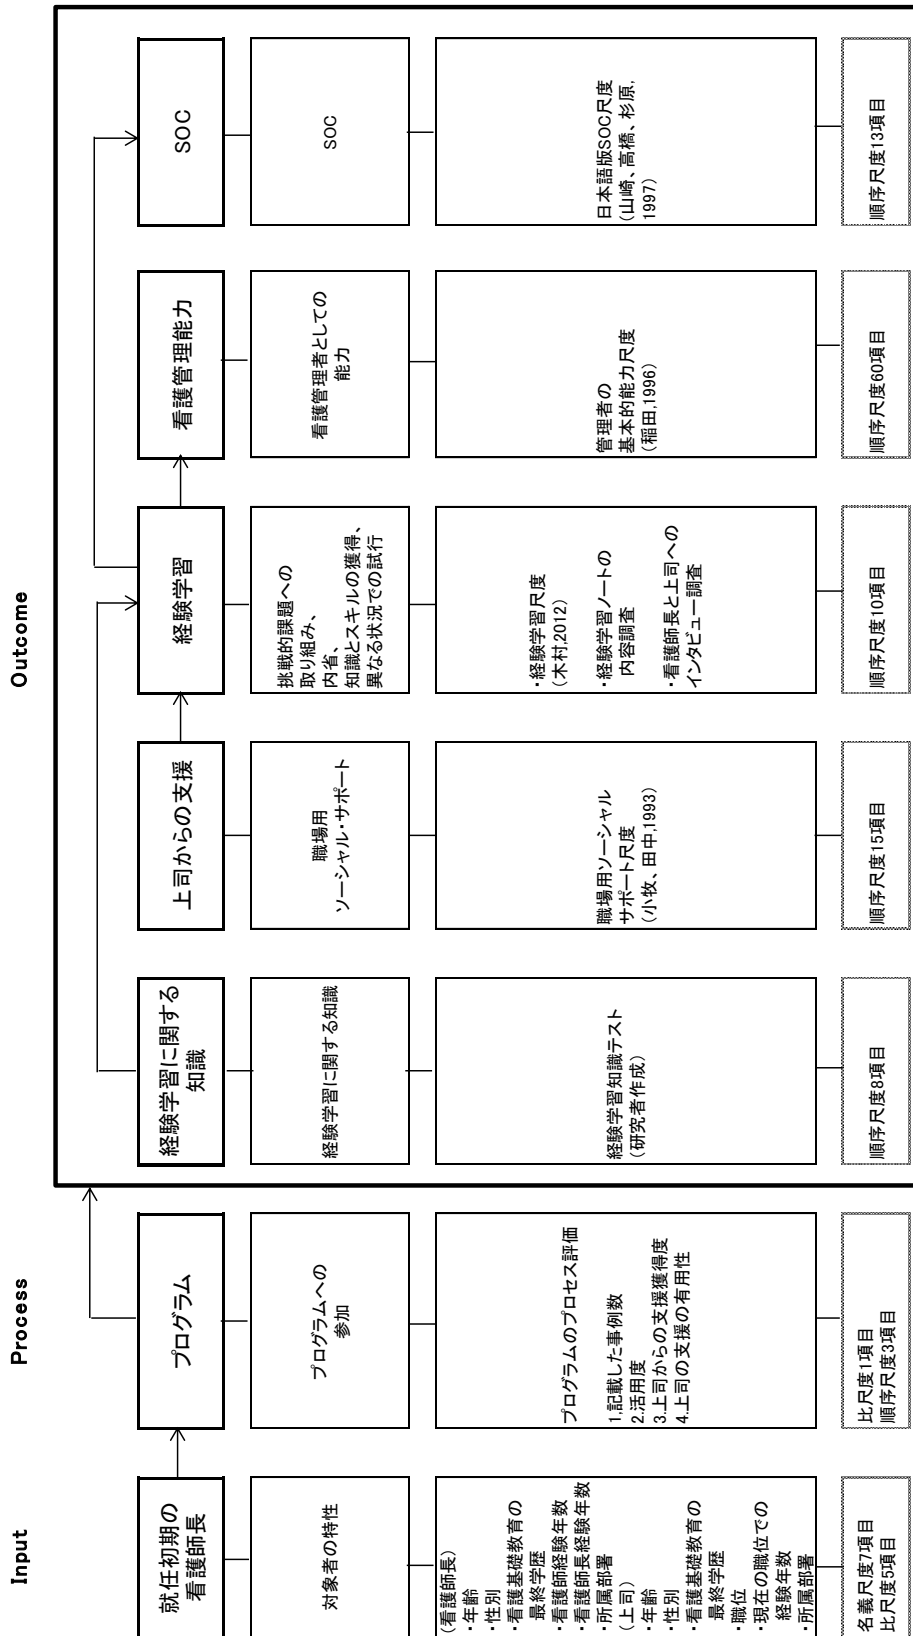 Input
Process
Outcome
就任初期の
看護師長
プログラム
経験学習に関する
知識
上司からの支援
経験学習
看護管理能力
SOC
対象者の特性
プログラムへの
参加
経験学習に関する知識
職場用
ソーシャル・サポート
挑戦的課題への
取り組み、
内省、
知識とスキルの獲得、
異なる状況での試行
看護管理者としての
能力
SOC
(看護師長)
・年齢
・性別
・看護基礎教育の
最終学歴
・看護師経験年数
・看護師長経験年数
・所属部署
(上司)
・年齢
・性別
・看護基礎教育の
最終学歴
・職位
・現在の職位での
経験年数
・所属部署
プログラムのプロセス評価
1.記載した事例数
2.活用度
3.上司からの支援獲得度
4.上司の支援の有用性
経験学習知識テスト
(研究者作成)
職場用ソーシャル
サポート尺度
(小牧、田中,1993)
・経験学習尺度
(木村,2012)
・経験学習ノートの
内容調査
・看護師長と上司への
インタビュー調査
管理者の
基本的能力尺度
(稲田,1996)
日本語版SOC尺度
(山崎、高橋、杉原,
1997)
名義尺度7項目
比尺度5項目
比尺度1項目
順序尺度3項目
順序尺度8項目
順序尺度15項目
順序尺度10項目
順序尺度60項目
順序尺度13項目